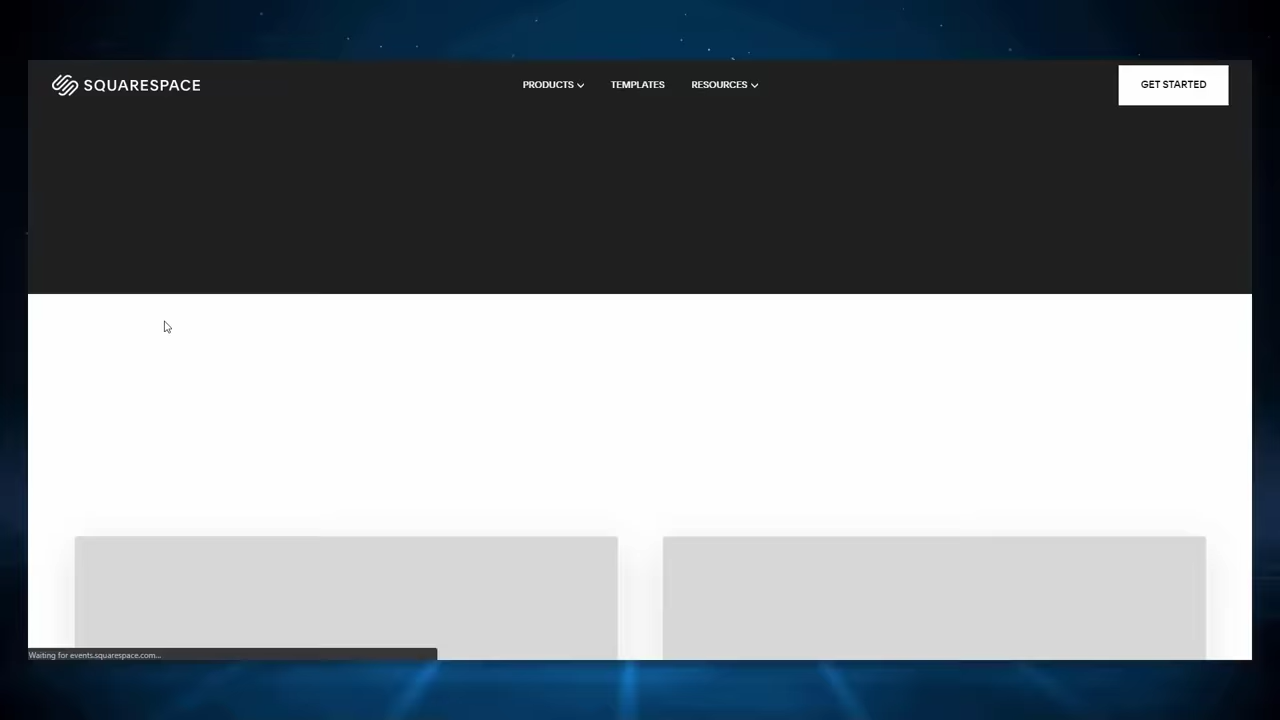 SQUARESPACE
PRODUCTS
TEMPLATES
RESOURCES
GET STARTED
Waiting for events.squarespace.com...